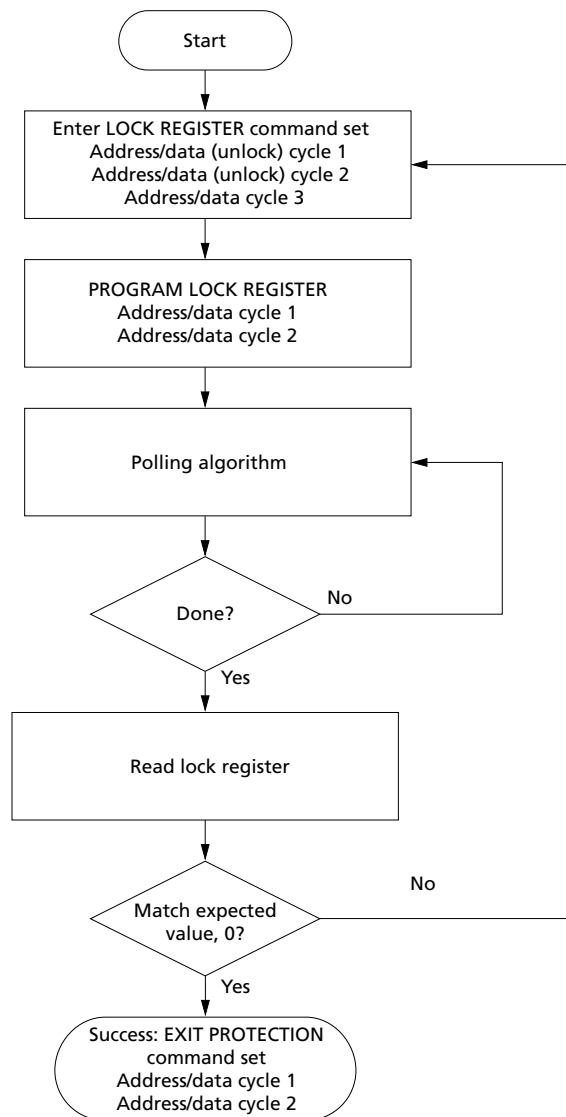 Start
Enter LOCK REGISTER command set
Address/data (unlock) cycle 1
Address/data (unlock) cycle 2
Address/data cycle 3
PROGRAM LOCK REGISTER
Address/data cycle 1
Address/data cycle 2
Polling algorithm
Done?
No
Yes
Read lock register
No
Match expected
value, 0?
Yes
Success: EXIT PROTECTION
command set
Address/data cycle 1
Address/data cycle 2